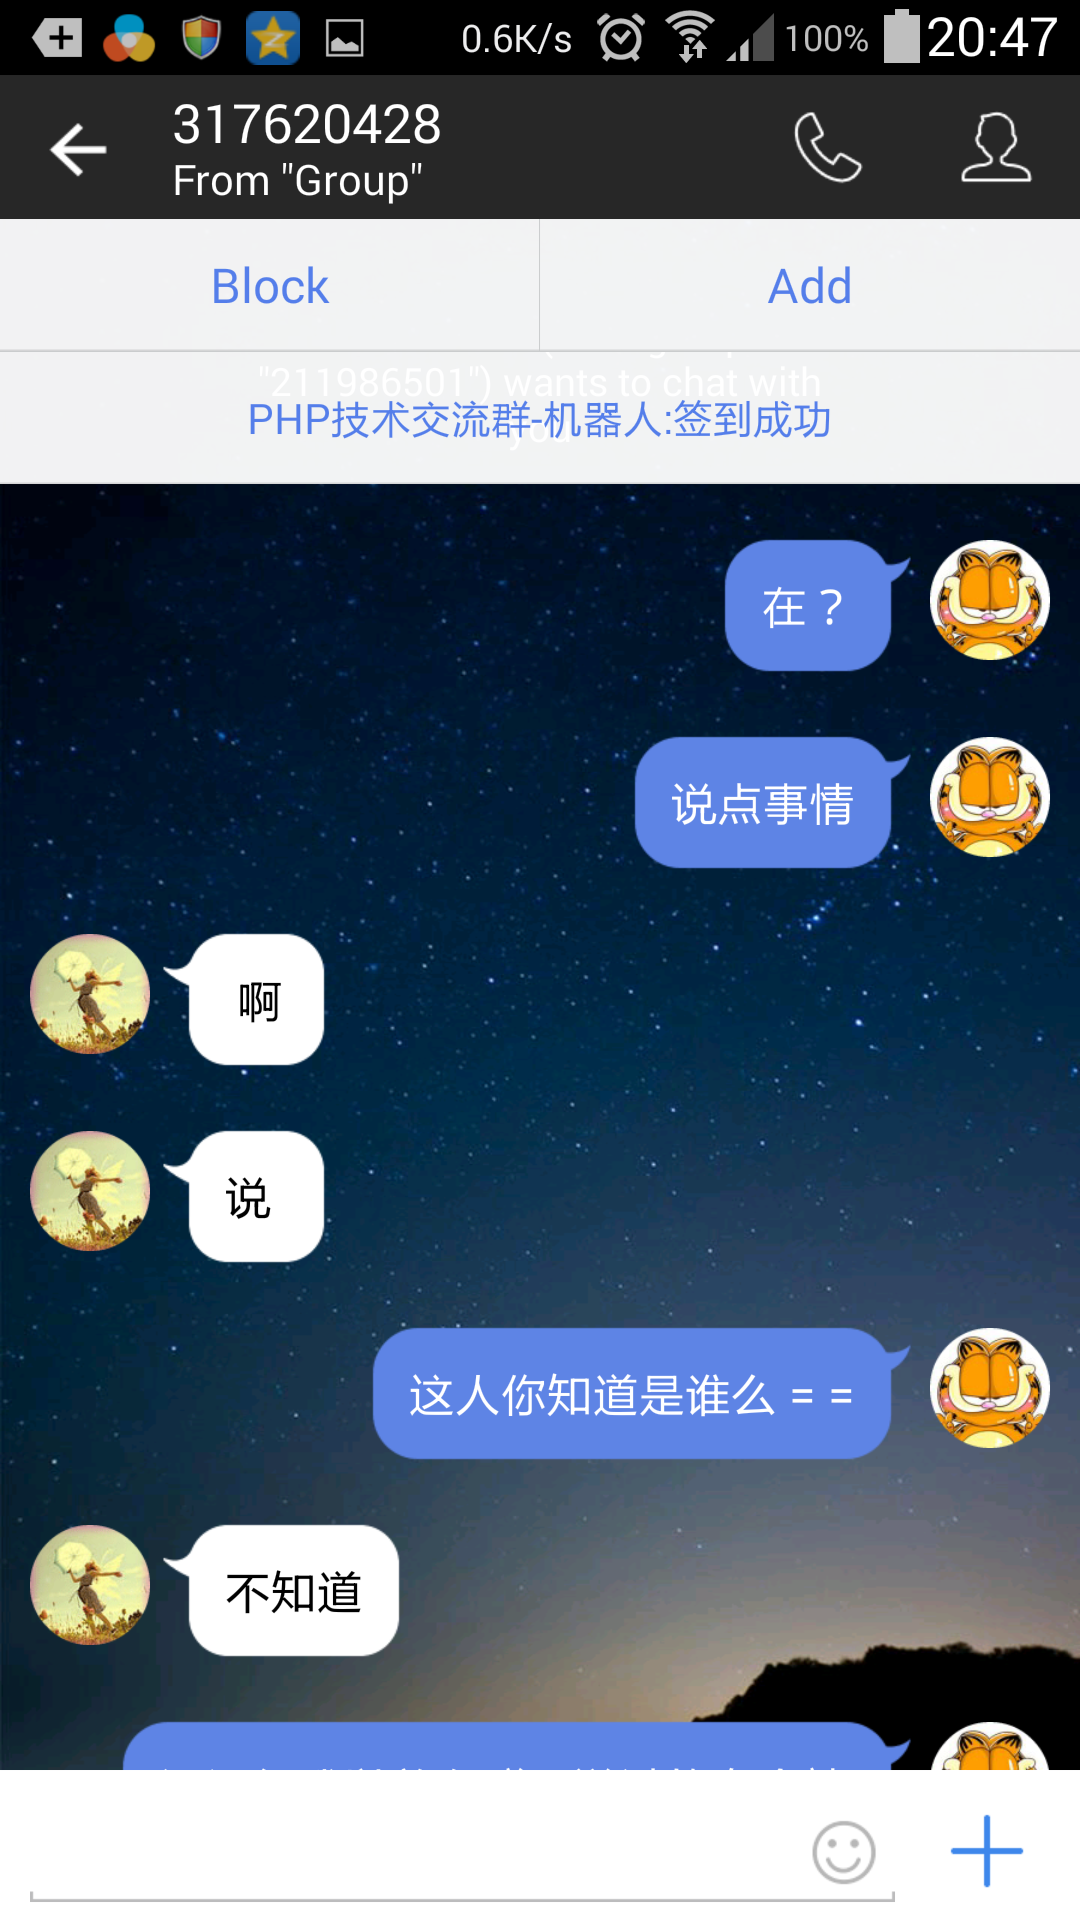 0.6K/s 100% 20:47
317620428
From "Group"
Block Add
"211986501") wants to chat with
you
PHP技术交流群-机器人:签到成功
在？
说点事情
啊
说
这人你知道是谁么 = =
不知道